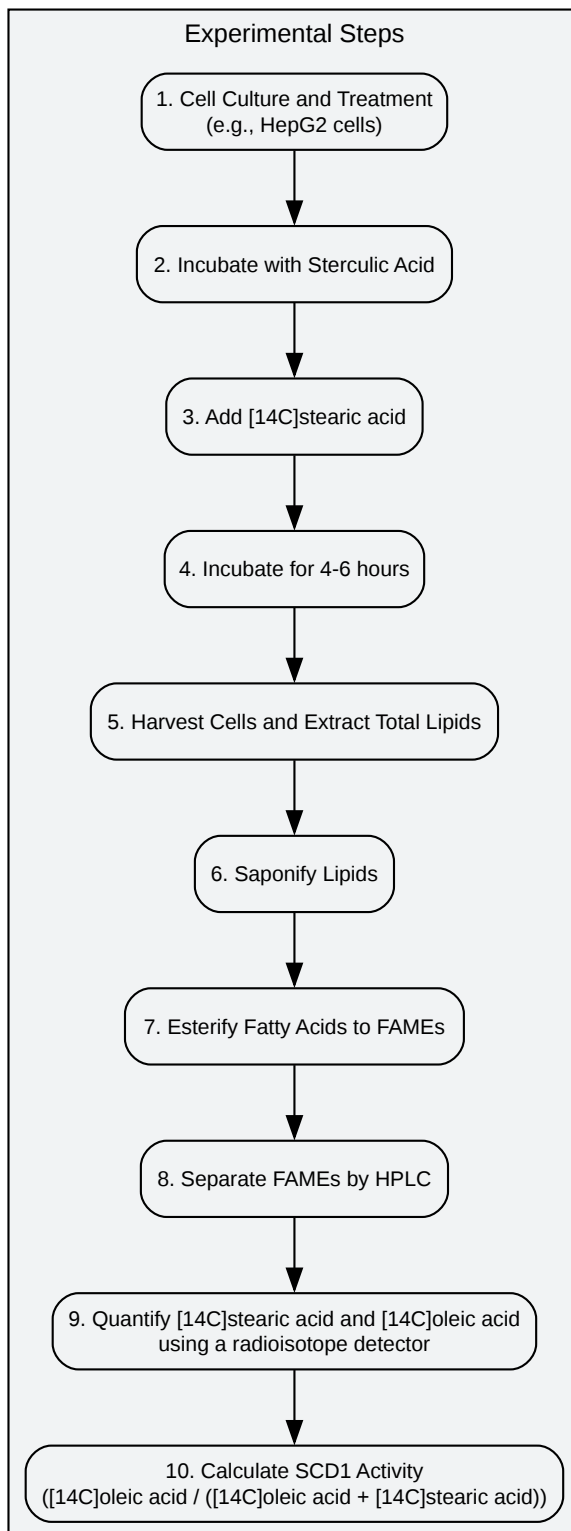 Experimental Steps
1. Cell Culture and Treatment
(e.g., HepG2 cells)
2. Incubate with Sterculic Acid
3. Add [14C]stearic acid
4. Incubate for 4-6 hours
5. Harvest Cells and Extract Total Lipids
6. Saponify Lipids
7. Esterify Fatty Acids to FAMEs
8. Separate FAMEs by HPLC
9. Quantify [14C]stearic acid and [14C]oleic acid
using a radioisotope detector
10. Calculate SCD1 Activity
([14C]oleic acid / ([14C]oleic acid + [14C]stearic acid))